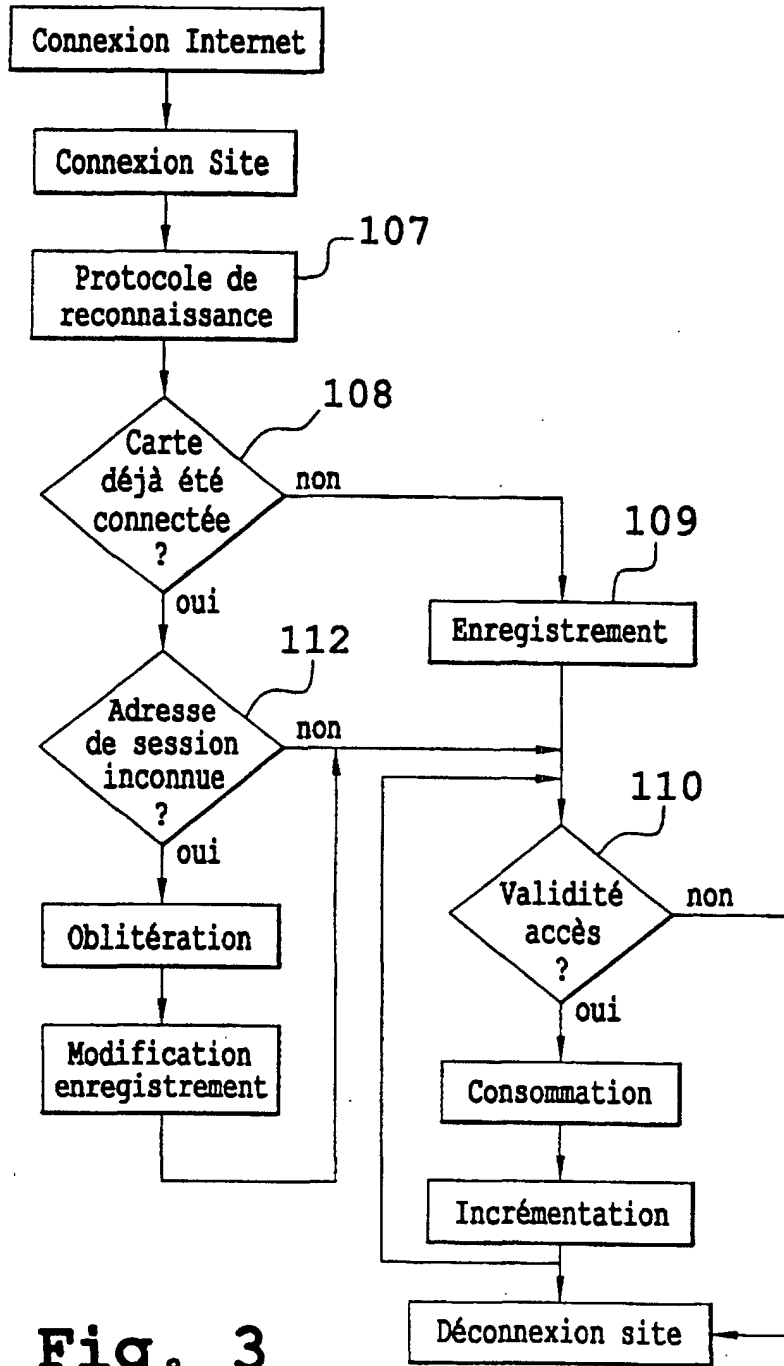 Connexion Internet
Connexion Site
107
Protocole de
reconnaissance
108
Carte
déjà été
connectée
?
non
oui
109
Enregistrement
112
Adresse
de session
inconnue
?
non
oui
110
Validité
accès
?
non
oui
Oblitération
Modification
enregistrement
Consommation
Incrémentation
Déconnexion site
Fig. 3